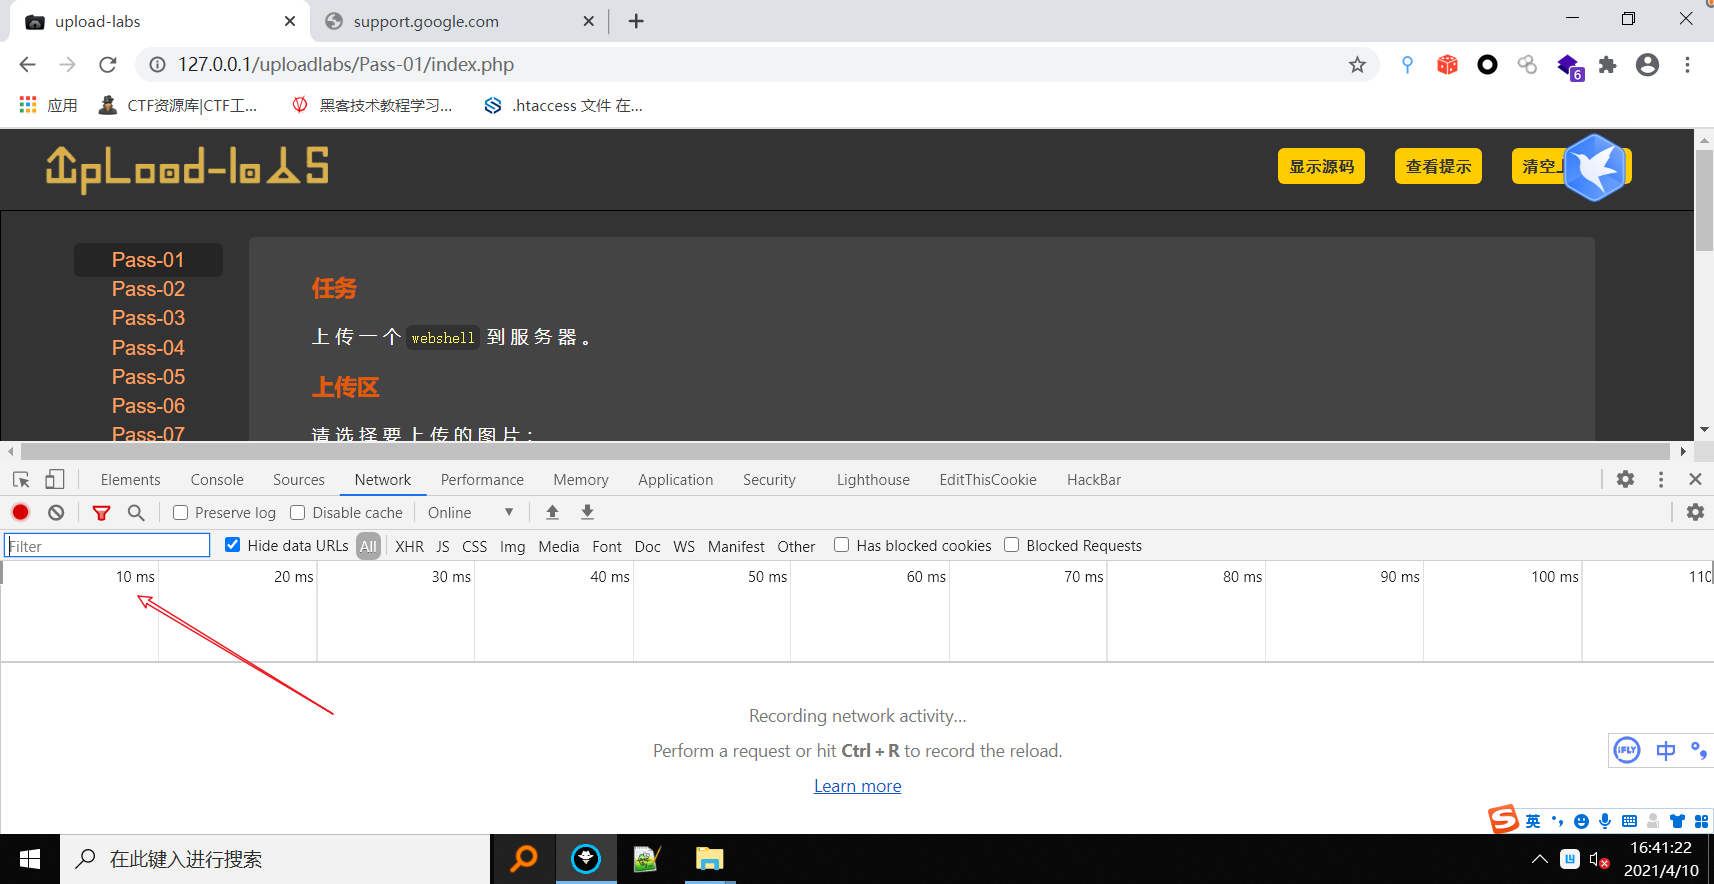 upload-labs
support.google.com
127.0.0.1/uploadlabs/Pass-01/index.php
6
应用
CTF资源库|CTF工...
黑客技术教程学习...
.htaccess 文件 在...
UpLoad-labs
显示源码
查看提示
清空上
Pass-01
Pass-02
Pass-03
Pass-04
Pass-05
Pass-06
Pass-07
任务
上传一个 webshell 到服务器。
上传区
请选择要上传的图片：
Elements Console Sources Network Performance Memory Application Security Lighthouse EditThisCookie HackBar
Preserve log Disable cache Online
Filter Hide data URLs All XHR JS CSS Img Media Font Doc WS Manifest Other Has blocked cookies Blocked Requests
10 ms 20 ms 30 ms 40 ms 50 ms 60 ms 70 ms 80 ms 90 ms 100 ms 110
Recording network activity...
Perform a request or hit Ctrl + R to record the reload.
Learn more
iFLY 中
S 英
在此键入进行搜索
16:41:22
2021/4/10